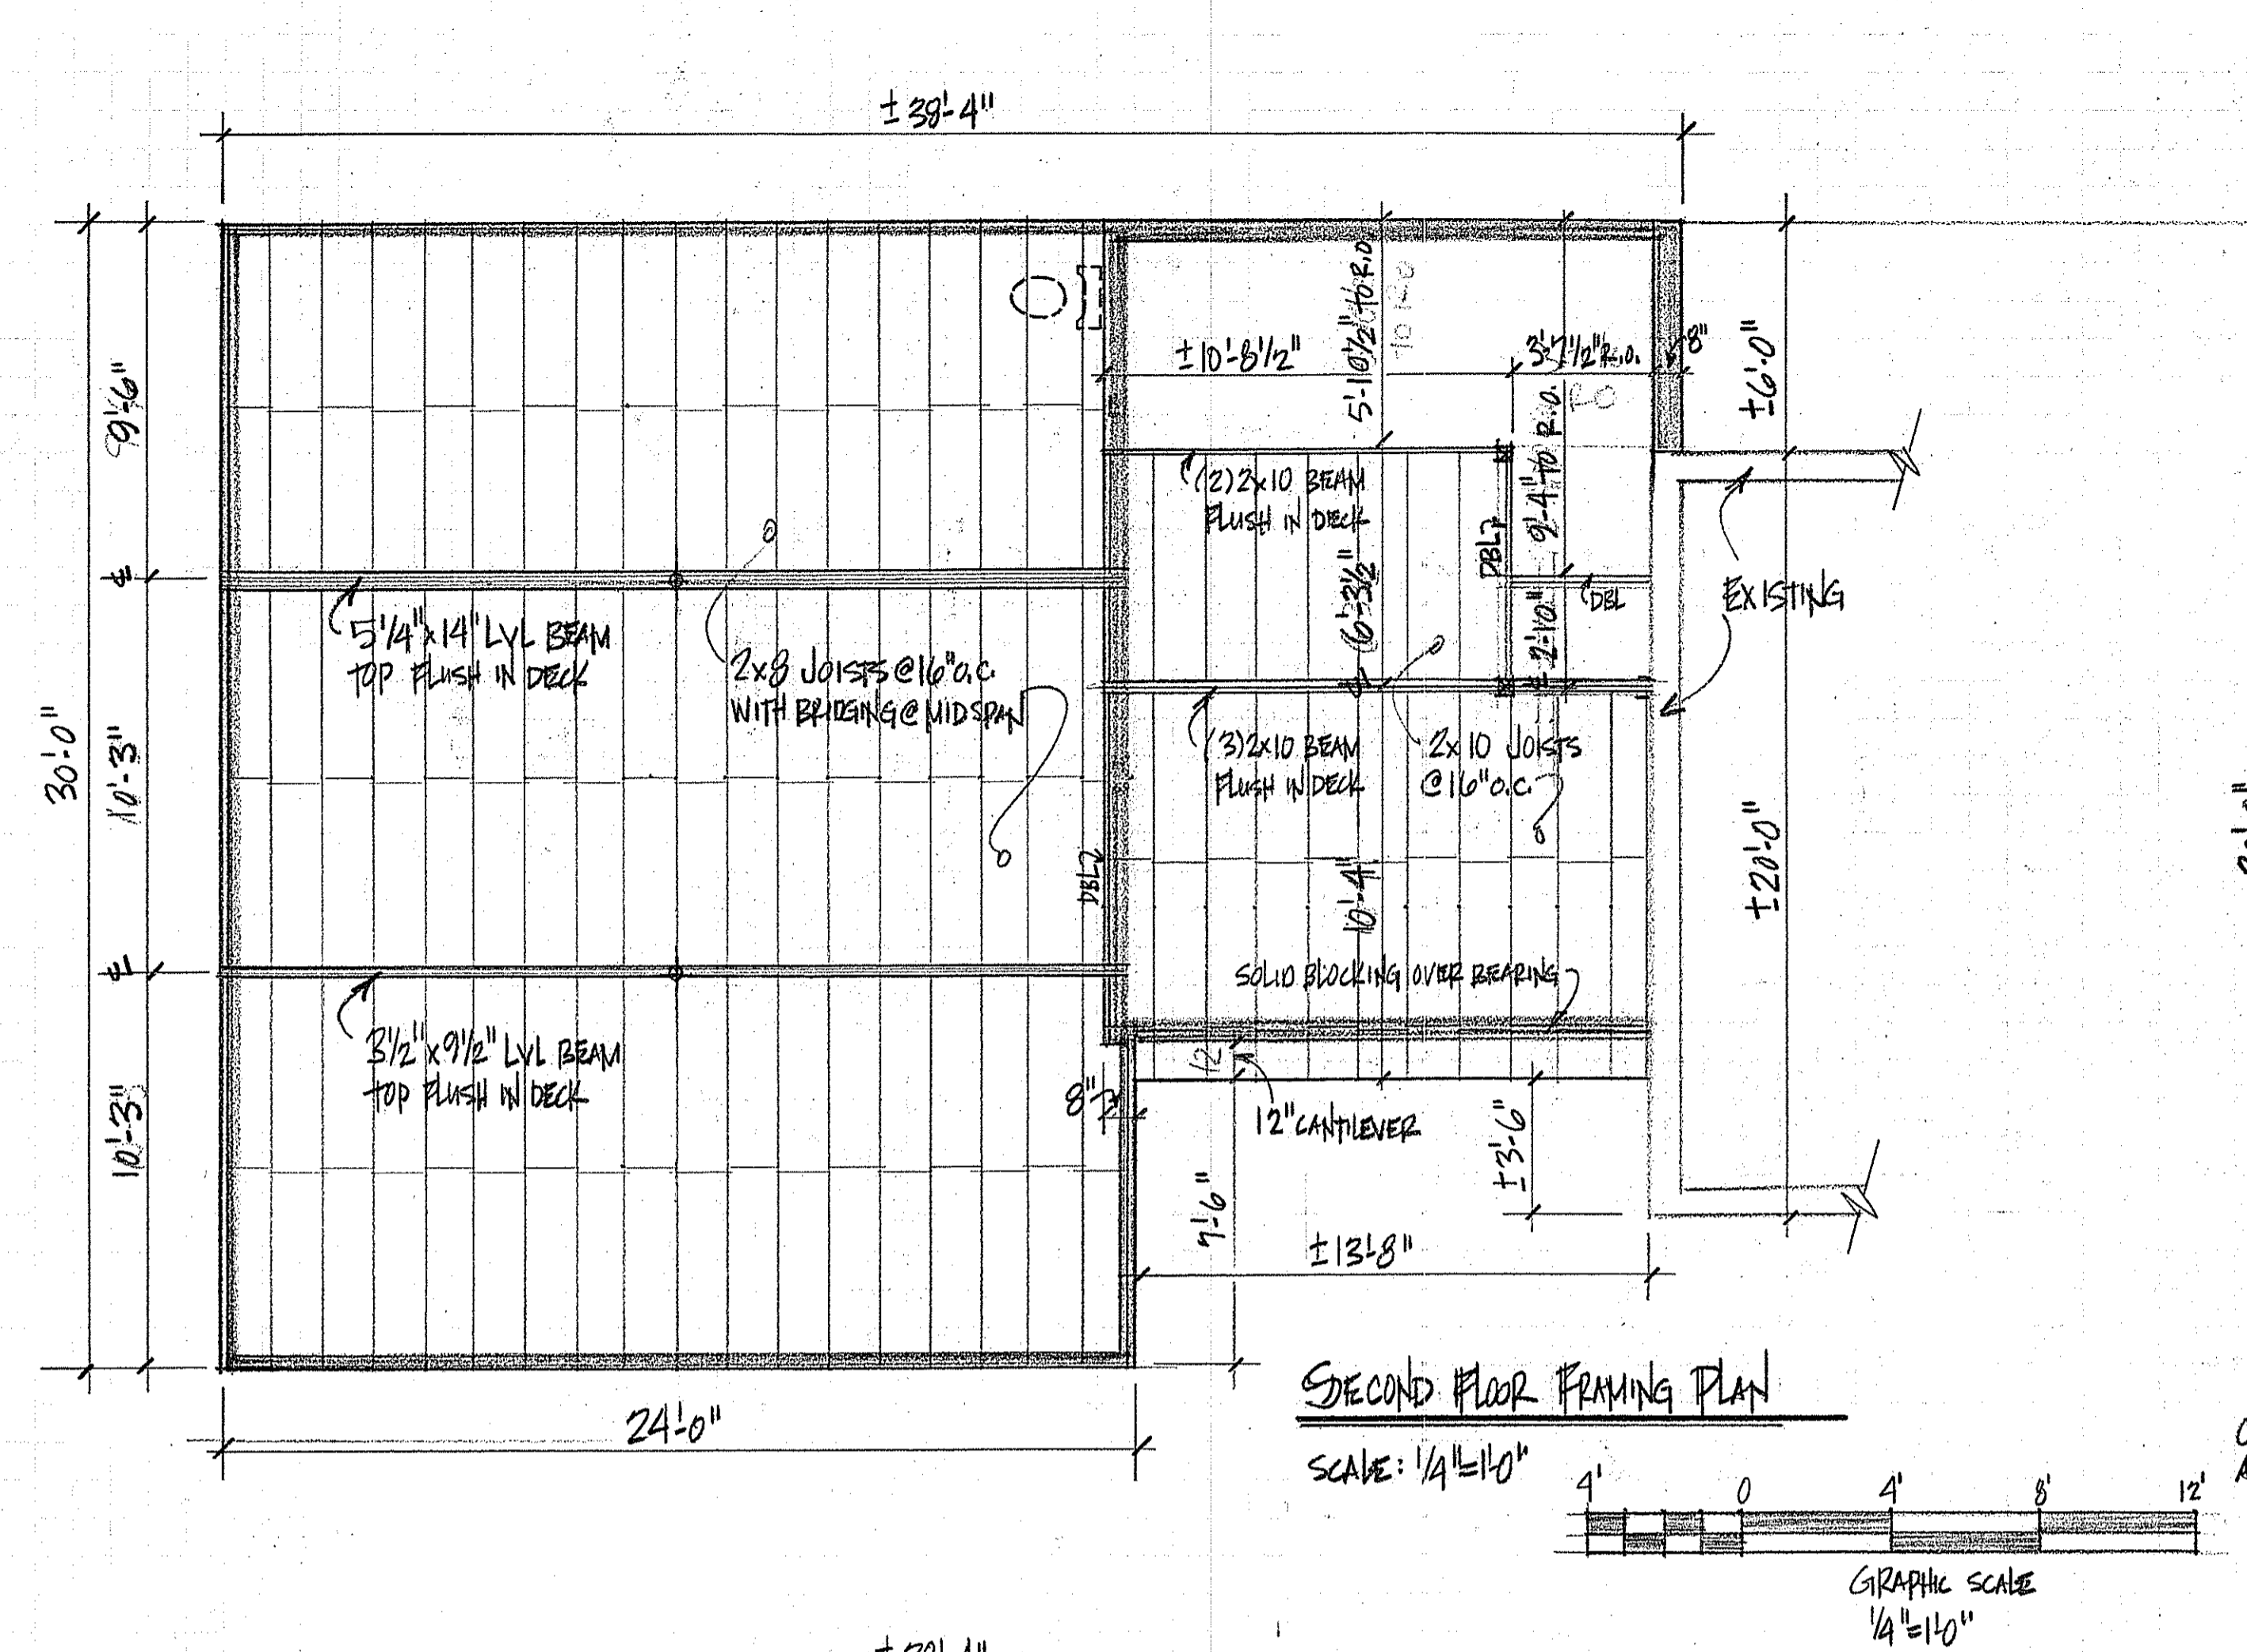 ±38'-4"
9'-6"
10'-3"
10'-3"
30'-0"
±10'-8½"
5'-10½" to R.O
3'-7½" R.O.
8"
±6'-0"
9'-4" to R.O.
(2) 2x10 BEAM
FLUSH IN DECK
DBL
6'-3½"
DBL
2'-10"
EXISTING
5¼" x 14" LVL BEAM
TOP FLUSH IN DECK
2x8 JOISTS @ 16" O.C.
WITH BRIDGING @ MIDSPAN
(3) 2x10 BEAM
FLUSH IN DECK
2x10 JOISTS
@ 16" O.C.
DBL
10'-4"
±20'-0"
SOLID BLOCKING OVER BEARING
3½" x 9½" LVL BEAM
TOP FLUSH IN DECK
12
8"
12" CANTILEVER
±3'-6"
7'-6"
±13'-8"
24'-0"
SECOND FLOOR FRAMING PLAN
SCALE: ¼"=1'-0"
4' 0 4' 8' 12'
GRAPHIC SCALE
¼"=1'-0"